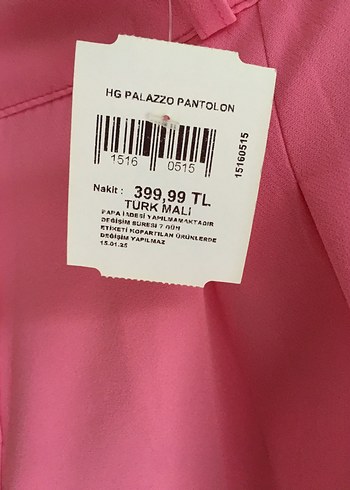 HG PALAZZO PANTOLON
1516 0515
15160515
Nakit : 399,99 TL
TÜRK MALI
PARA İADESİ YAPILMAMAKTADIR
DEĞİŞİM SÜRESİ 7 GÜN
ETİKETİ KOPARTILAN ÜRÜNLERDE
DEĞİŞİM YAPILMAZ
15.01.25